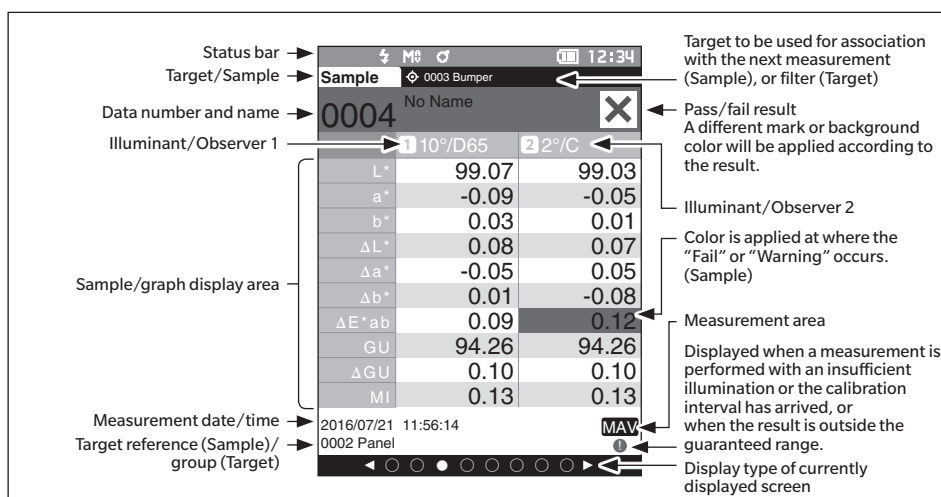 Status bar
Target/Sample
Data number and name
Illuminant/Observer 1
Sample/graph display area
Measurement date/time
Target reference (Sample)/
group (Target)
12:34
Sample 0003 Bumper
0004 No Name
1 10°/D65 2 2°/C
L* 99.07 99.03
a* -0.09 -0.05
b* 0.03 0.01
ΔL* 0.08 0.07
Δa* -0.05 0.05
Δb* 0.01 -0.08
ΔE*ab 0.09 0.12
GU 94.26 94.26
ΔGU 0.10 0.10
MI 0.13 0.13
2016/07/21 11:56:14 MAV
0002 Panel
Target to be used for association
with the next measurement
(Sample), or filter (Target)
Pass/fail result
A different mark or background
color will be applied according to
the result.
Illuminant/Observer 2
Color is applied at where the
“Fail” or “Warning” occurs.
(Sample)
Measurement area
Displayed when a measurement is
performed with an insufficient
illumination or the calibration
interval has arrived, or
when the result is outside the
guaranteed range.
Display type of currently
displayed screen